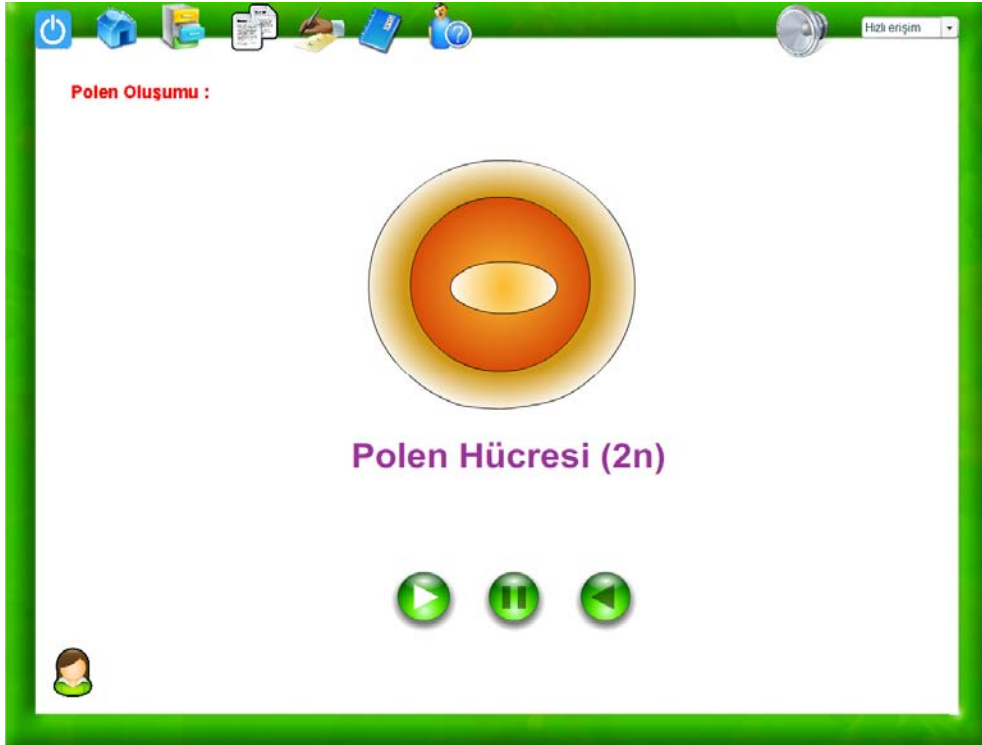 Hızlı erişim
Polen Oluşumu :
Polen Hücresi (2n)